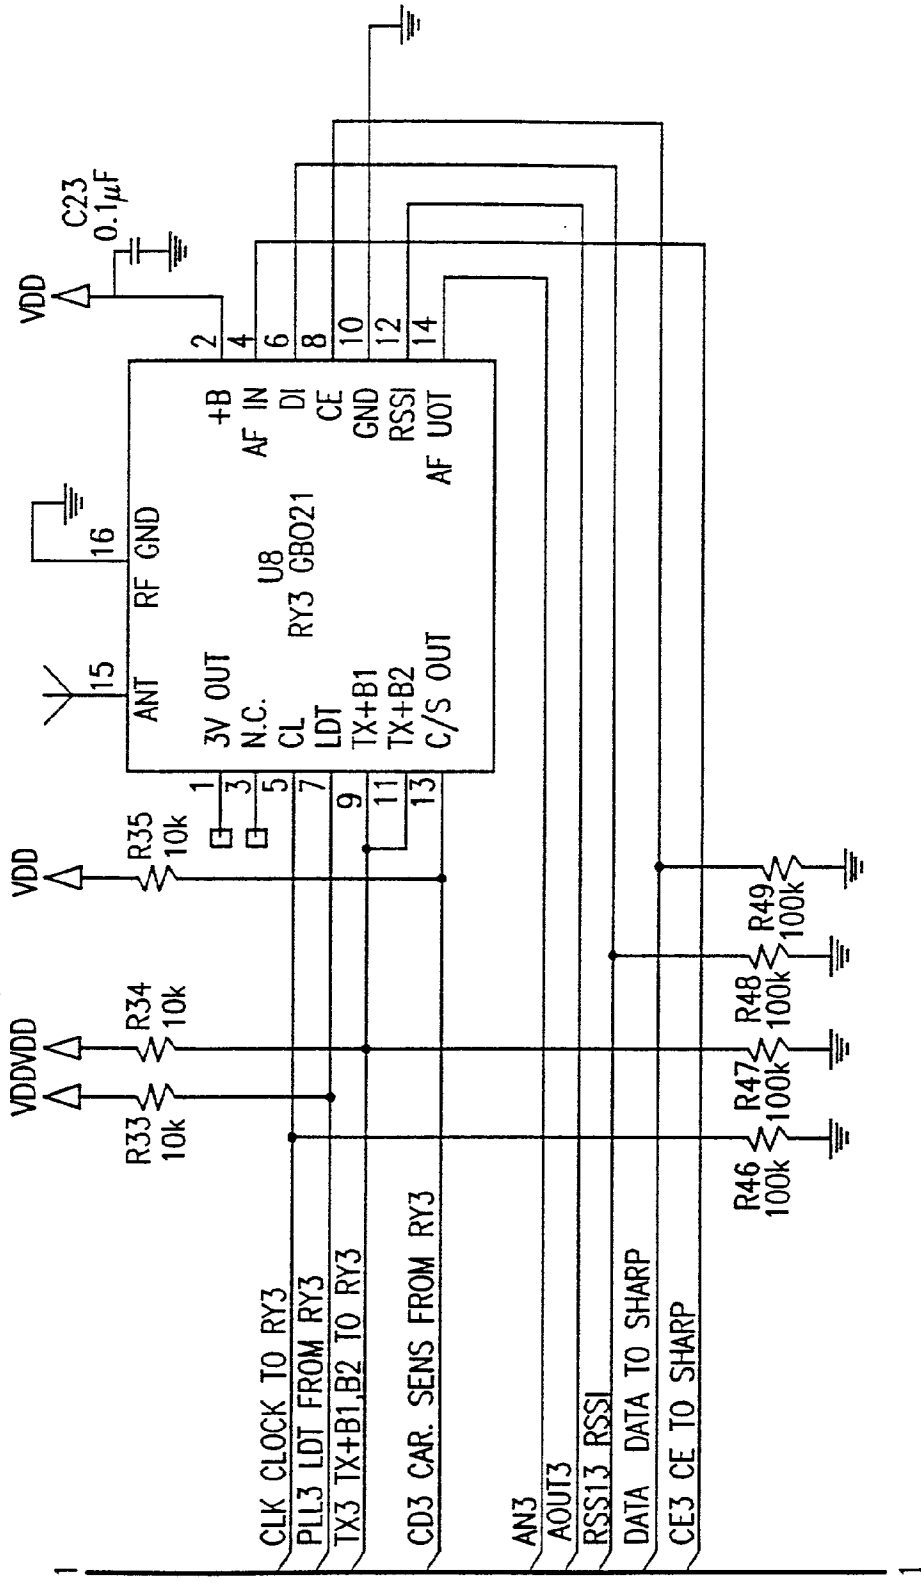 VDD
C23
0.1µF
2
4
6
8
10
12
14
+B
AF IN
DI
CE
GND
RSSI
AF UOT
16
RF GND
U8
RY3 GB021
15
ANT
3V OUT
N.C.
CL
LDT
TX+B1
TX+B2
C/S OUT
1
3
5
7
9
11
13
VDD
R35
10k
VDDVDD
R34
10k
R33
10k
R49
100k
R48
100k
R47
100k
R46
100k
CLK CLOCK TO RY3
PLL3 LDT FROM RY3
TX3 TX+B1,B2 TO RY3
CD3 CAR. SENS FROM RY3
AN3
AOUT3
RSS13 RSSI
DATA DATA TO SHARP
CE3 CE TO SHARP
1
1